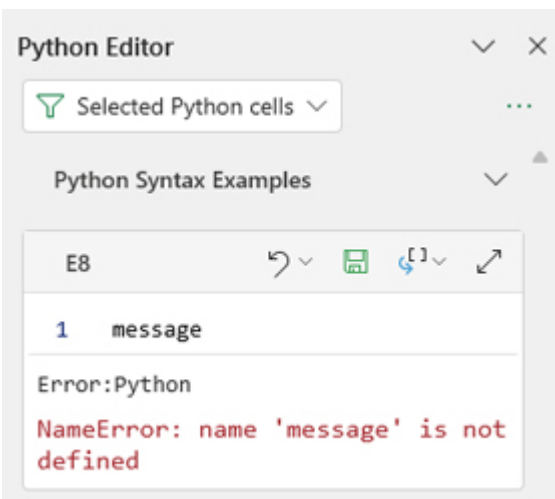 Python Editor
Selected Python cells
Python Syntax Examples
E8
1 message
Error:Python
NameError: name 'message' is not
defined